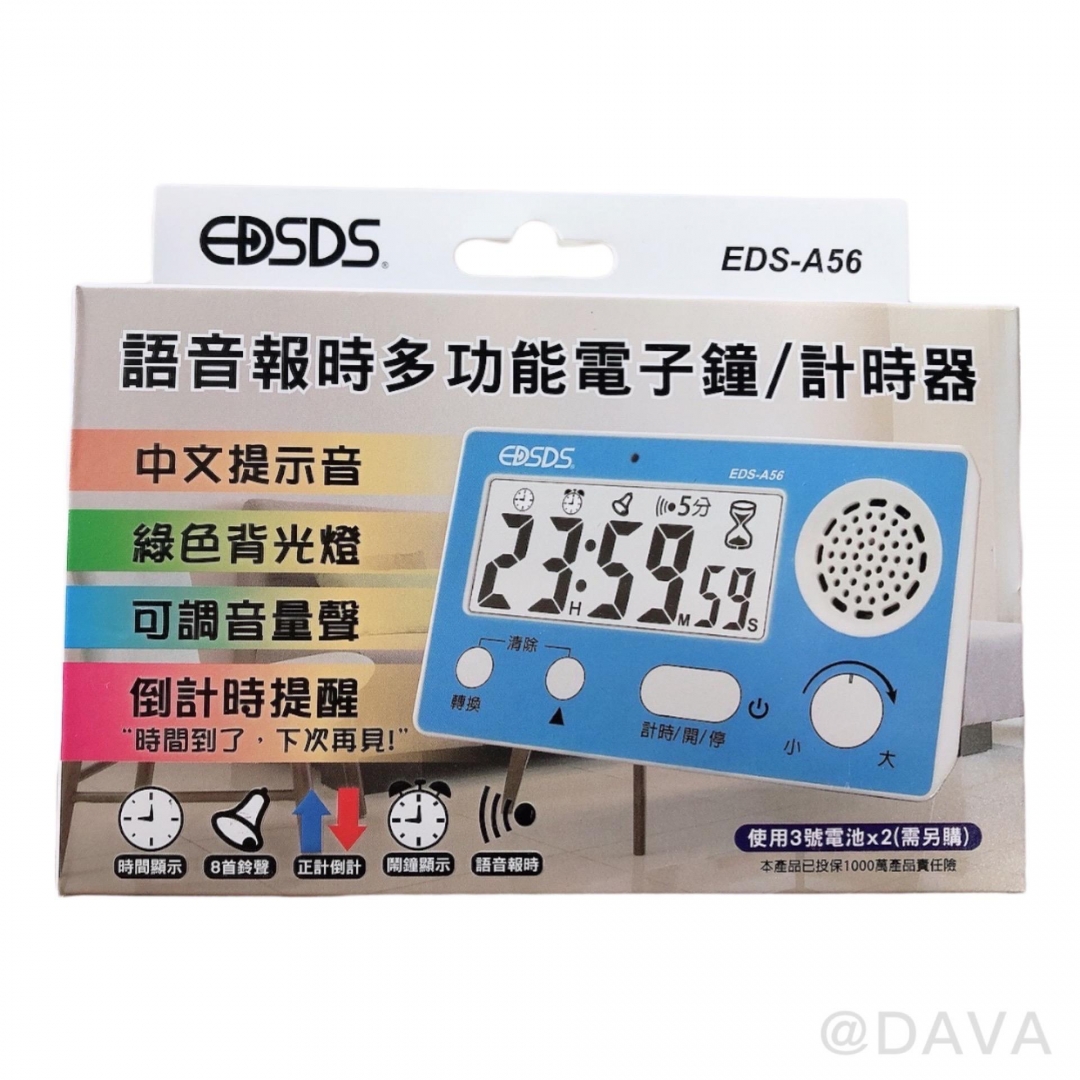 EDSDS®
EDS-A56
語音報時多功能電子鐘/計時器
中文提示音
綠色背光燈
可調音量聲
倒計時提醒
“時間到了，下次再見!”
EDSDS®
EDS-A56
5分
23:59 59
H M S
清除
轉換
▲
計時/開/停
小
大
時間顯示
8首鈴聲
正計倒計
鬧鐘顯示
語音報時
使用3號電池x2(需另購)
本產品已投保1000萬產品責任險
@DAVA